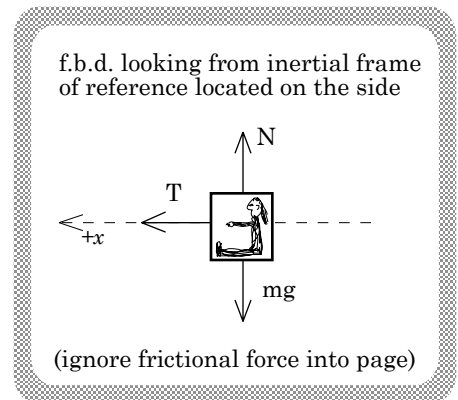 f.b.d. looking from inertial frame
of reference located on the side
N
T
+x
mg
(ignore frictional force into page)